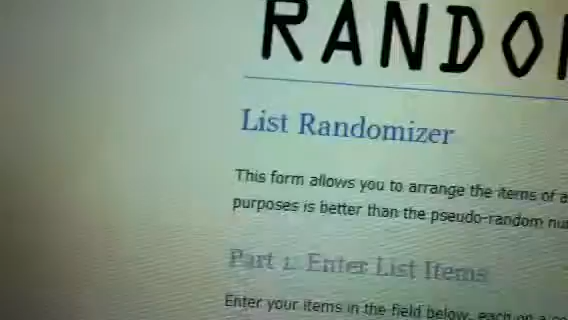 RANDO
List Randomizer
This form allows you to arrange the items of a
purposes is better than the pseudo-random nu
Part 1: Enter List Items
Enter your items in the field below, each on a